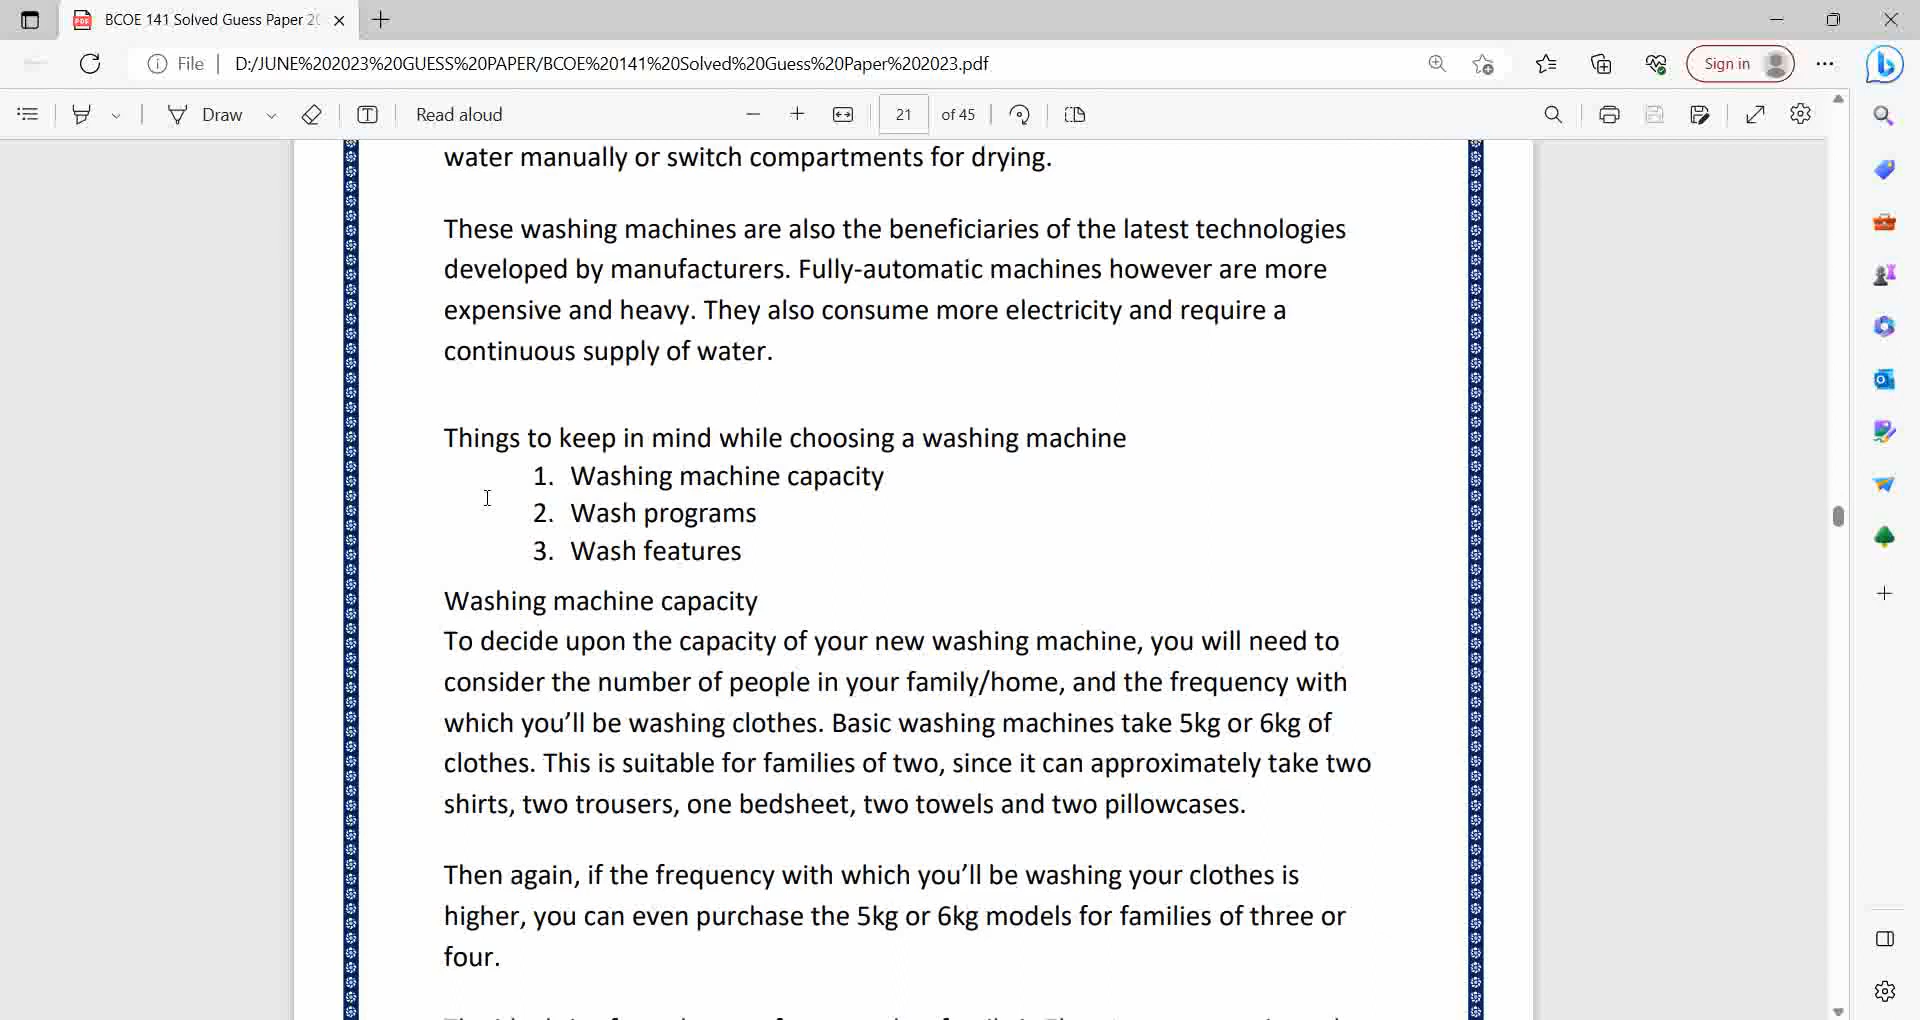 BCOE 141 Solved Guess Paper 20
File
D:/JUNE%202023%20GUESS%20PAPER/BCOE%20141%20Solved%20Guess%20Paper%202023.pdf
Sign in
Draw
Read aloud
21 of 45
water manually or switch compartments for drying.
These washing machines are also the beneficiaries of the latest technologies
developed by manufacturers. Fully-automatic machines however are more
expensive and heavy. They also consume more electricity and require a
continuous supply of water.
Things to keep in mind while choosing a washing machine
1. Washing machine capacity
2. Wash programs
3. Wash features
Washing machine capacity
To decide upon the capacity of your new washing machine, you will need to
consider the number of people in your family/home, and the frequency with
which you’ll be washing clothes. Basic washing machines take 5kg or 6kg of
clothes. This is suitable for families of two, since it can approximately take two
shirts, two trousers, one bedsheet, two towels and two pillowcases.
Then again, if the frequency with which you’ll be washing your clothes is
higher, you can even purchase the 5kg or 6kg models for families of three or
four.